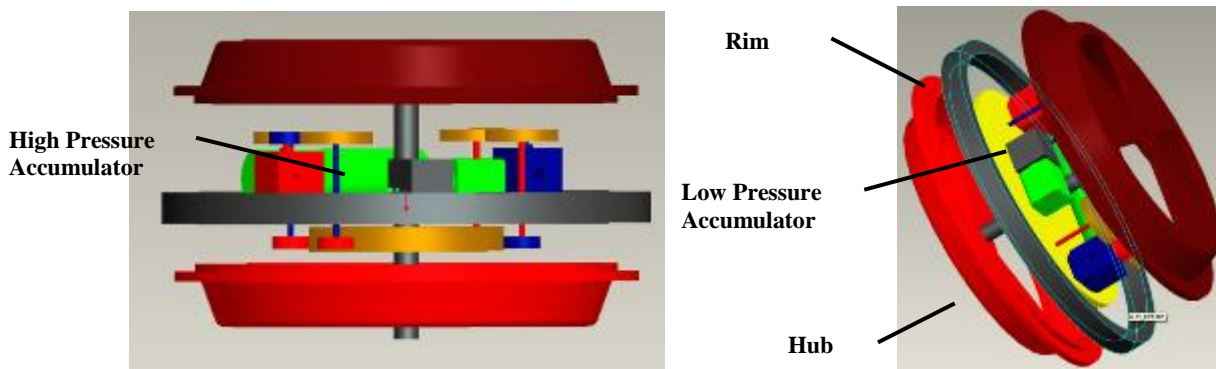 High Pressure
Accumulator
Rim
Low Pressure
Accumulator
Hub